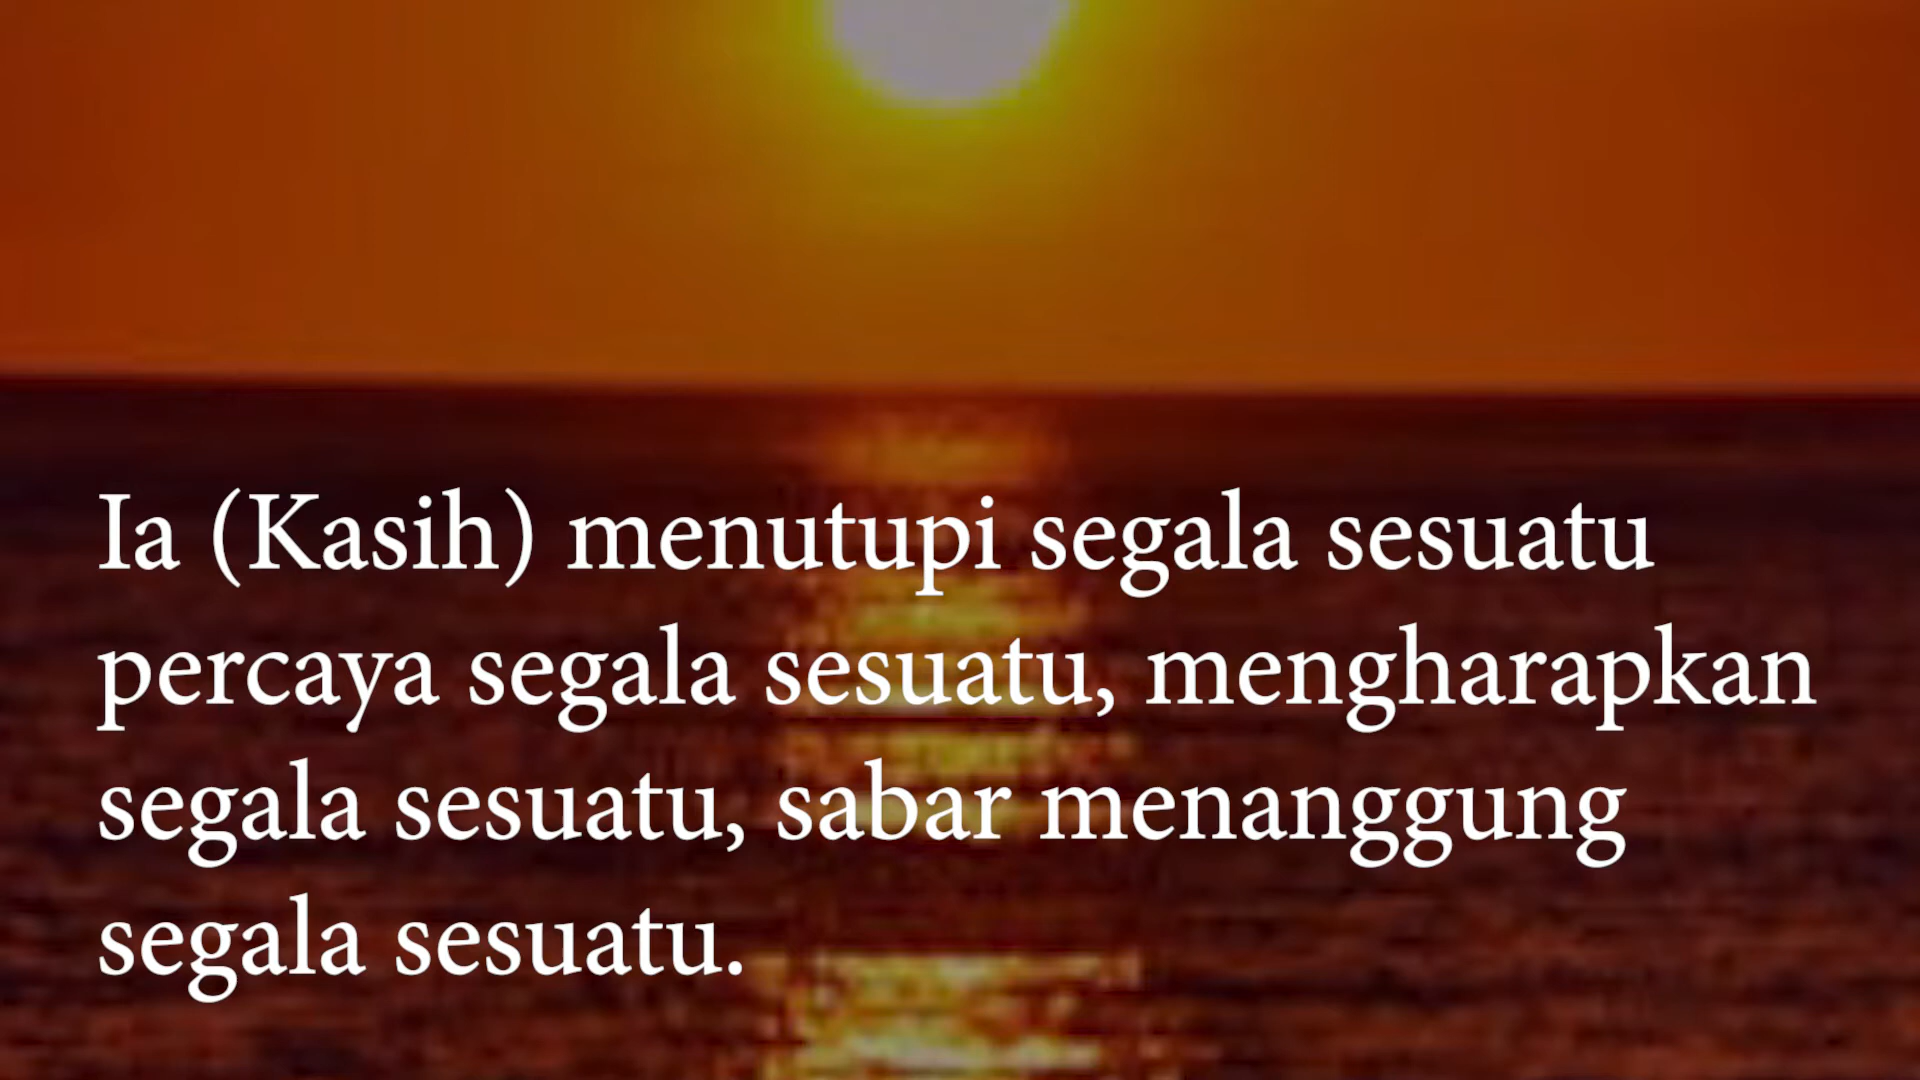 Ia (Kasih) menutupi segala sesuatu
percaya segala sesuatu, mengharapkan
segala sesuatu, sabar menanggung
segala sesuatu.